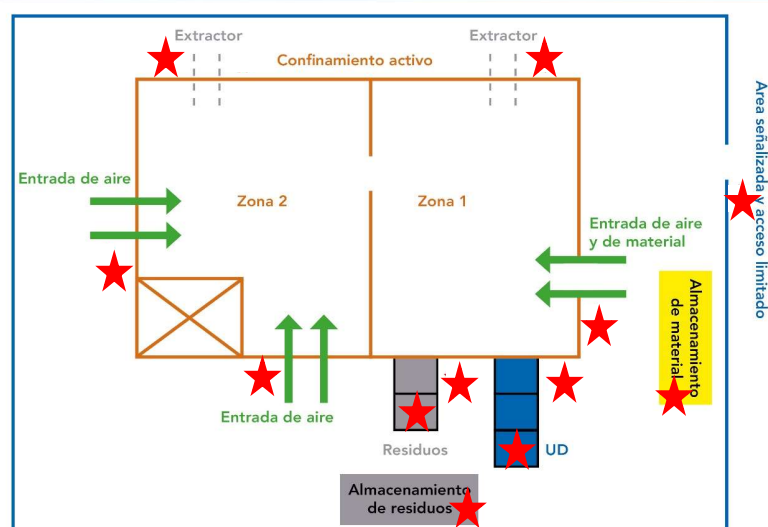 Extractor
Extractor
Confinamiento activo
Entrada de aire
Zona 2
Zona 1
Entrada de aire
y de material
Area señalizada y acceso limitado
Almacenamiento
de material
Entrada de aire
Residuos
UD
Almacenamiento
de residuos